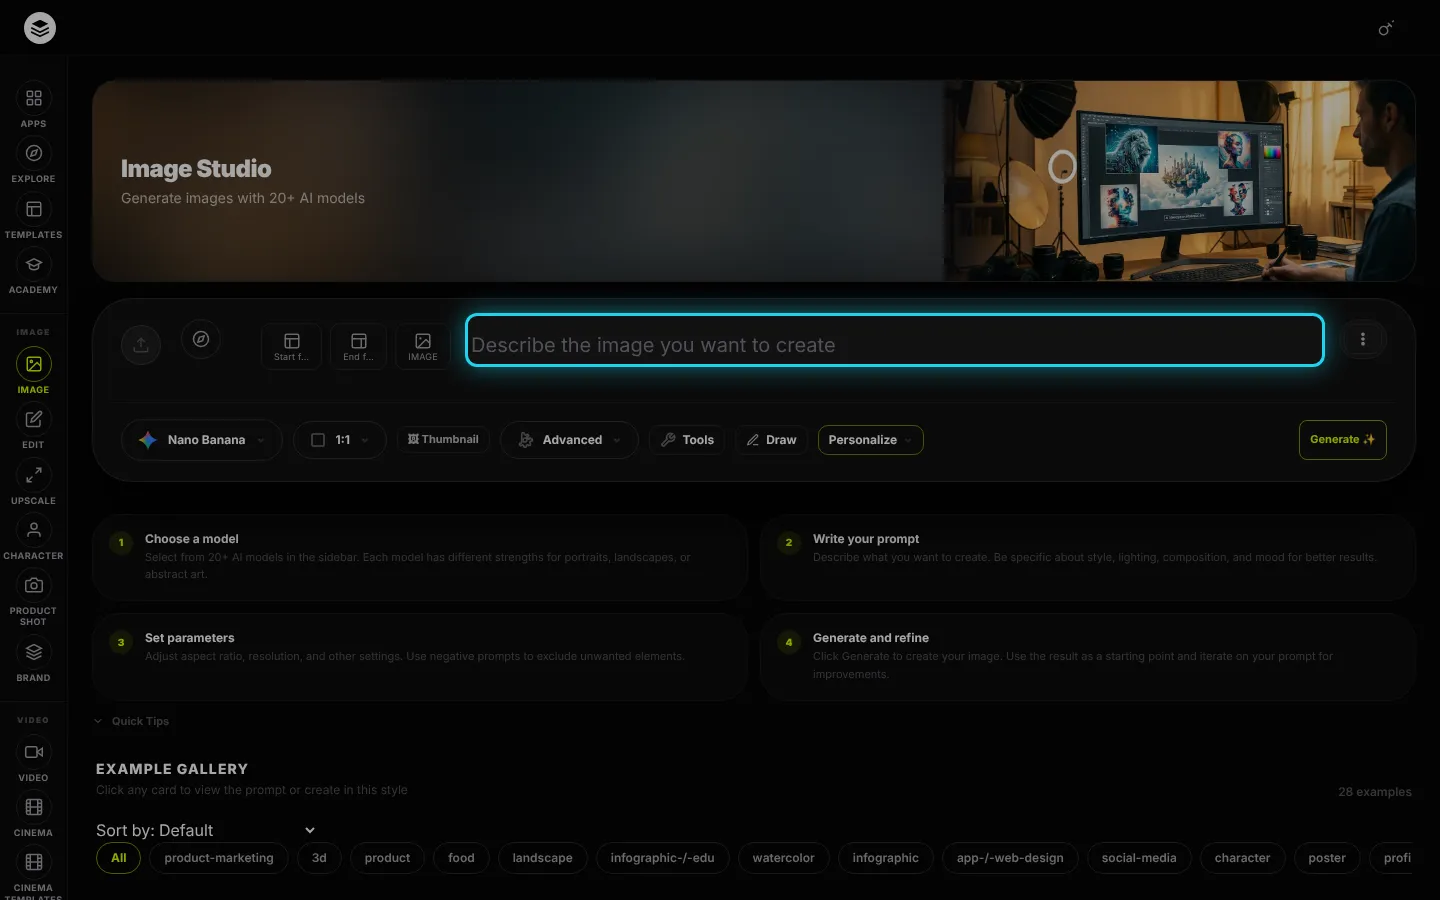 APPS
EXPLORE
TEMPLATES
ACADEMY
IMAGE
IMAGE
EDIT
UPSCALE
CHARACTER
PRODUCT
SHOT
BRAND
VIDEO
VIDEO
CINEMA
CINEMA
TEMPLATES
Image Studio
Generate images with 20+ AI models
Start f...
End f...
IMAGE
Describe the image you want to create
Nano Banana
1:1
Thumbnail
Advanced
Tools
Draw
Personalize
Generate ✨
1
Choose a model
Select from 20+ AI models in the sidebar. Each model has different strengths for portraits, landscapes, or
abstract art.
2
Write your prompt
Describe what you want to create. Be specific about style, lighting, composition, and mood for better results.
3
Set parameters
Adjust aspect ratio, resolution, and other settings. Use negative prompts to exclude unwanted elements.
4
Generate and refine
Click Generate to create your image. Use the result as a starting point and iterate on your prompt for
improvements.
Quick Tips
EXAMPLE GALLERY
Click any card to view the prompt or create in this style
28 examples
Sort by: Default
All
product-marketing
3d
product
food
landscape
infographic-/-edu
watercolor
infographic
app-/-web-design
social-media
character
poster
profi